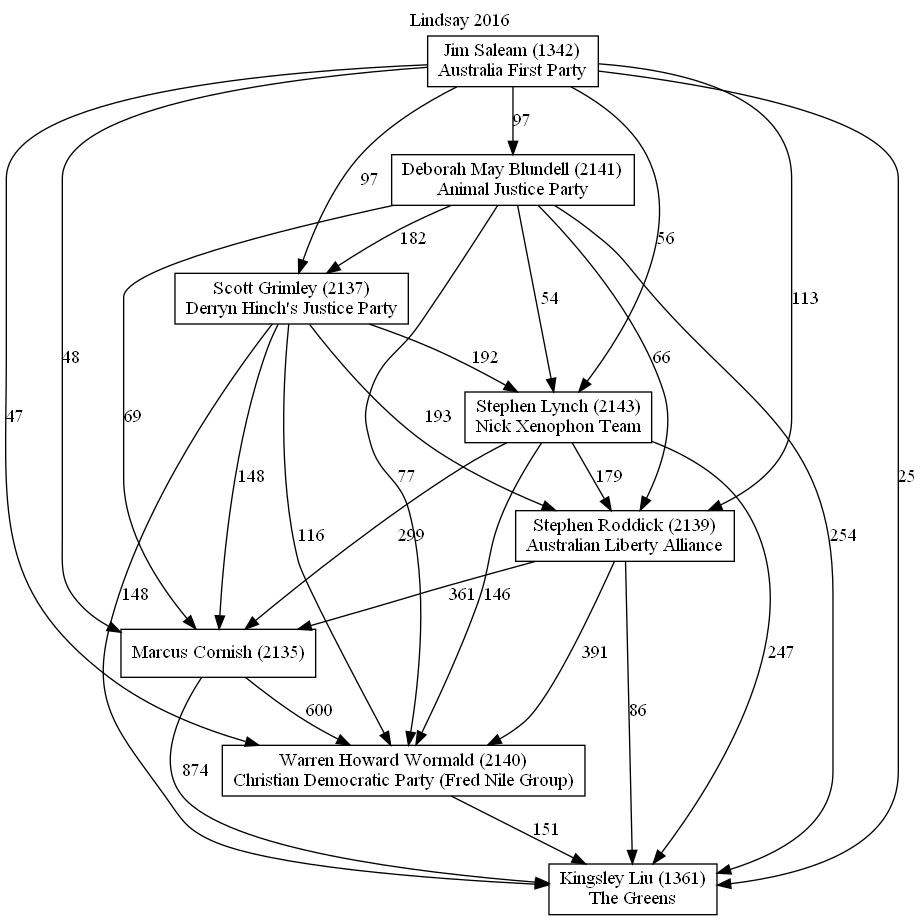 Lindsay 2016
Jim Saleam (1342)
Australia First Party
97
Deborah May Blundell (2141)
Animal Justice Party
97
182
56
Scott Grimley (2137)
Derryn Hinch's Justice Party
54
113
48
66
192
Stephen Lynch (2143)
Nick Xenophon Team
47
69
193
148
77
179
25
Stephen Roddick (2139)
Australian Liberty Alliance
116
299
254
148
361
146
Marcus Cornish (2135)
391
247
600
86
Warren Howard Wormald (2140)
Christian Democratic Party (Fred Nile Group)
874
151
Kingsley Liu (1361)
The Greens